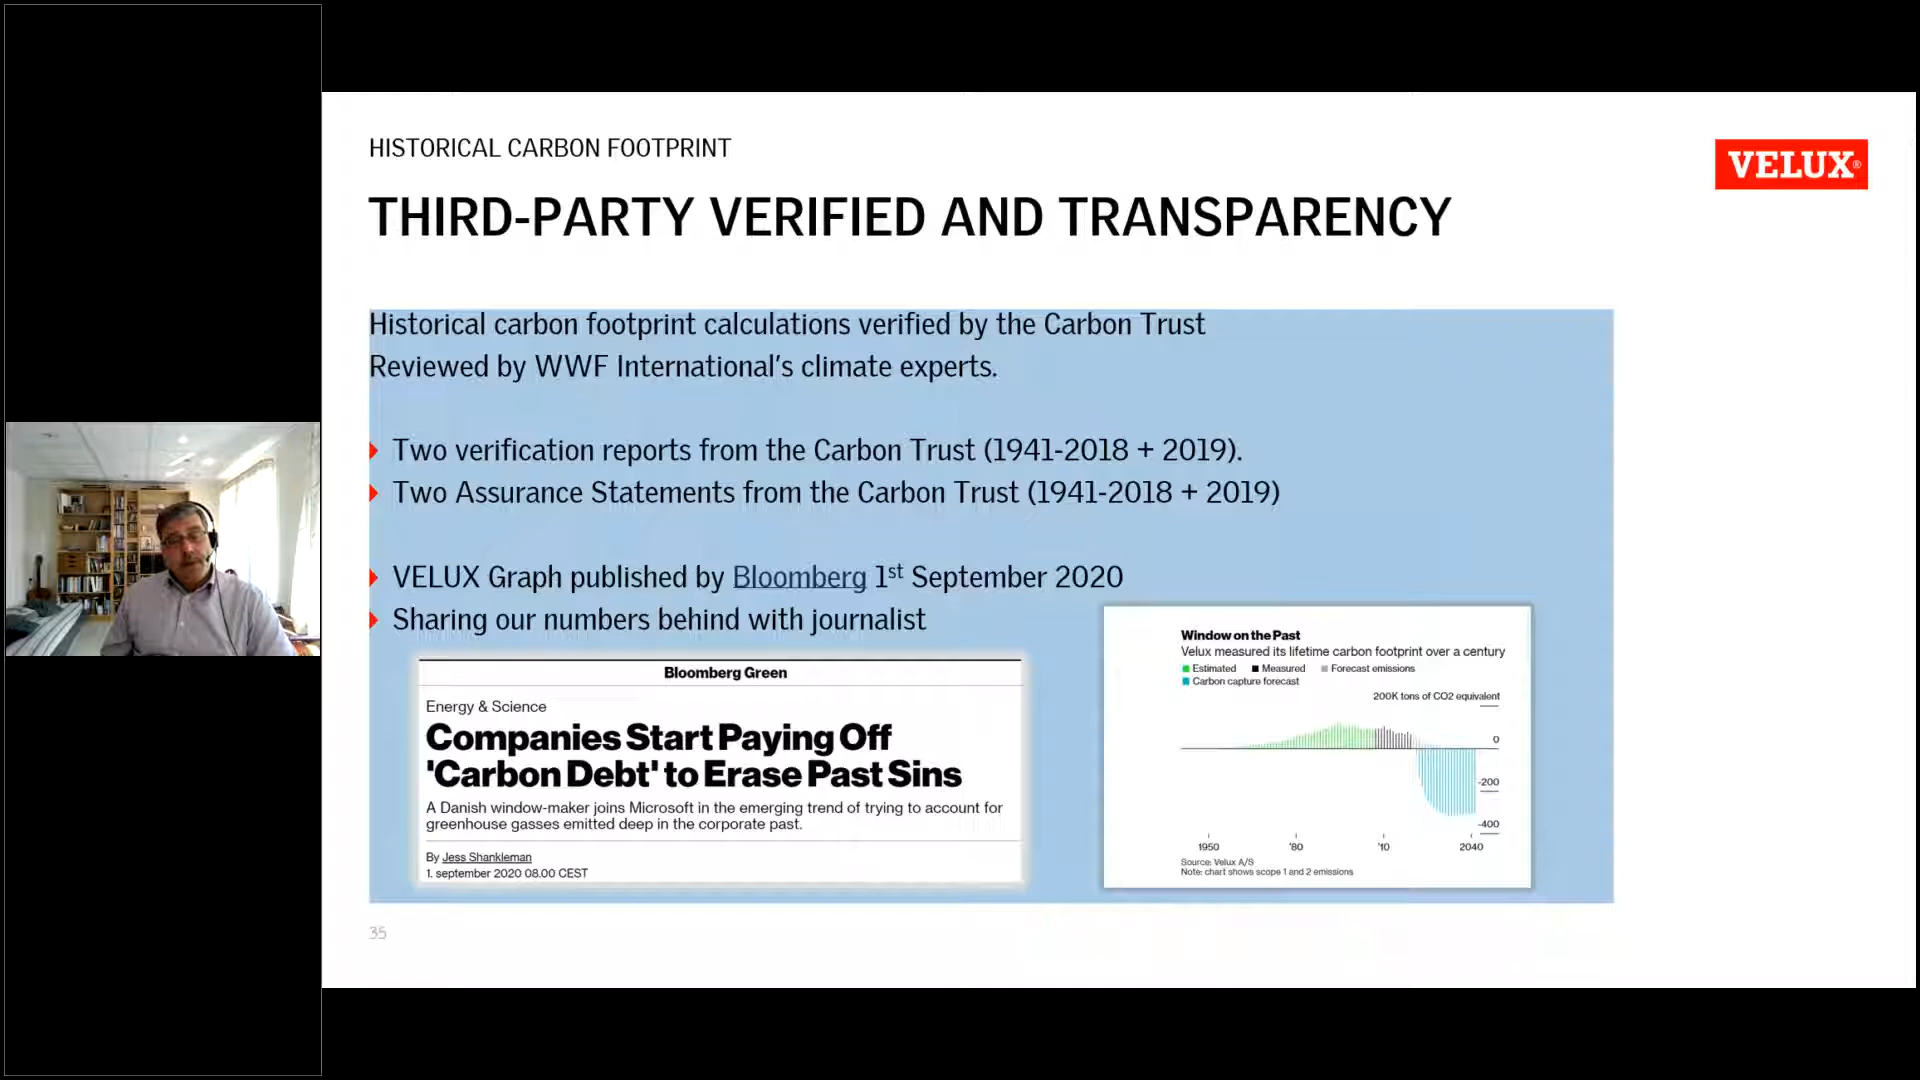 HISTORICAL CARBON FOOTPRINT
VELUX®
THIRD-PARTY VERIFIED AND TRANSPARENCY
Historical carbon footprint calculations verified by the Carbon Trust
Reviewed by WWF International's climate experts.
Two verification reports from the Carbon Trust (1941-2018 + 2019).
Two Assurance Statements from the Carbon Trust (1941-2018 + 2019)
VELUX Graph published by Bloomberg 1st September 2020
Sharing our numbers behind with journalist
Bloomberg Green
Energy & Science
Companies Start Paying Off
'Carbon Debt' to Erase Past Sins
A Danish window-maker joins Microsoft in the emerging trend of trying to account for
greenhouse gasses emitted deep in the corporate past.
By Jess Shankleman
1. september 2020 08.00 CEST
Window on the Past
Velux measured its lifetime carbon footprint over a century
Estimated Measured Forecast emissions
Carbon capture forecast
200K tons of CO2 equivalent
0
-200
-400
1950 '80 '10 2040
Source: Velux A/S
Note: chart shows scope 1 and 2 emissions
35